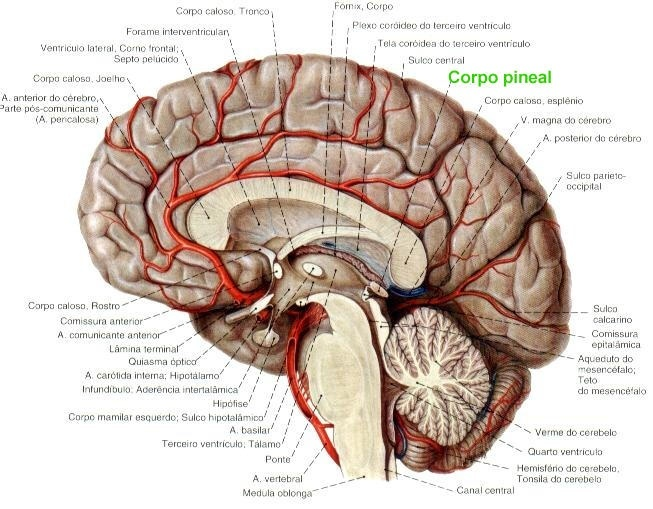 Corpo caloso, Tronco
Fórnix, Corpo
Plexo coróideo do terceiro ventrículo
Forame interventricular
Tela coróidea do terceiro ventrículo
Ventriculo lateral, Corno frontal;
Septo pelúcido
Sulco central
Corpo pineal
Corpo caloso, Joelho
Corpo caloso, esplênio
A. anterior do cérebro,
Parte pós-comunicante
(A. pericalosa)
V. magna do cérebro
A. posterior do cérebro
Sulco parieto-
occipital
Corpo caloso, Rostro
Comissura anterior
A. comunicante anterior
Lâmina terminal
Quiasma óptico
A. carótida interna; Hipotálamo
Infundíbulo; Aderência intertalâmica
Hipófise
Corpo mamilar esquerdo; Sulco hipotalâmico
A. basilar
Terceiro ventrículo; Tálamo
Ponte
A. vertebral
Medula oblonga
Sulco
calcarino
Comissura
epitalâmica
Aqueduto do
mesencéfalo;
Teto
do mesencéfalo
Verme do cerebelo
Quarto ventrículo
Hemisfério do cerebelo,
Tonsila do cerebelo
Canal central